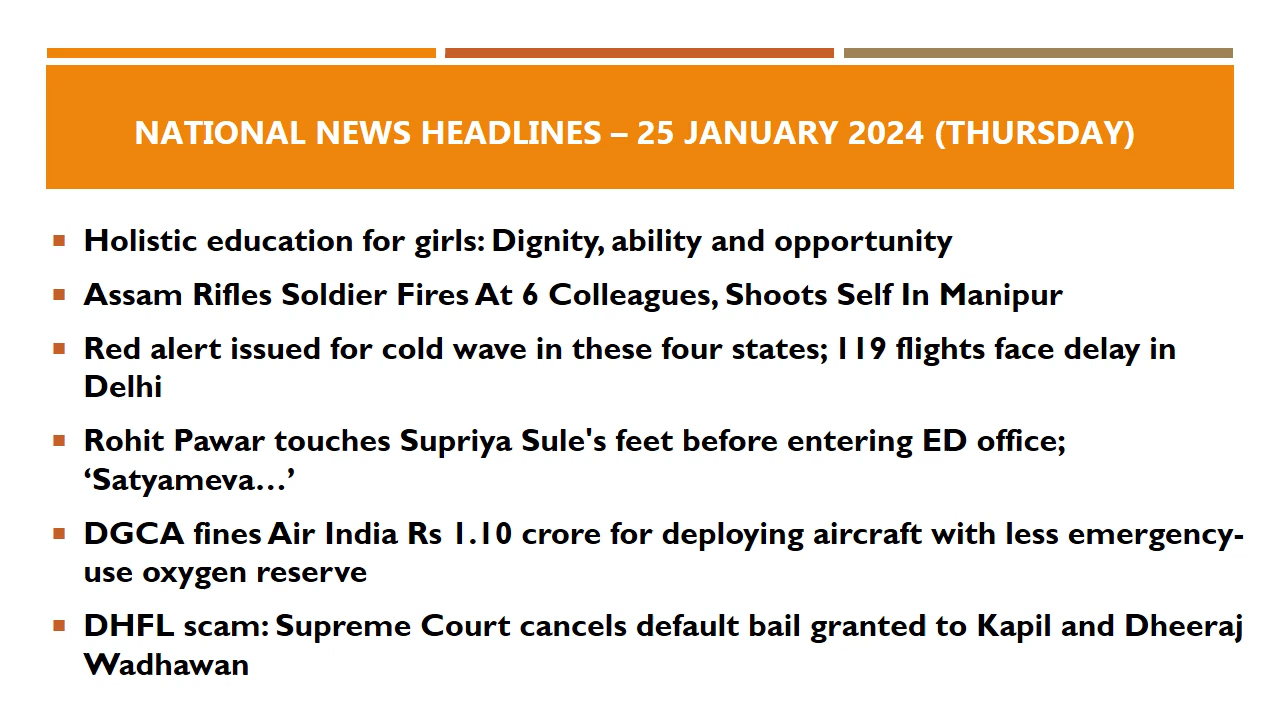 NATIONAL NEWS HEADLINES – 25 JANUARY 2024 (THURSDAY)
Holistic education for girls: Dignity, ability and opportunity
Assam Rifles Soldier Fires At 6 Colleagues, Shoots Self In Manipur
Red alert issued for cold wave in these four states; 119 flights face delay in
Delhi
Rohit Pawar touches Supriya Sule's feet before entering ED office;
‘Satyameva…’
DGCA fines Air India Rs 1.10 crore for deploying aircraft with less emergency-
use oxygen reserve
DHFL scam: Supreme Court cancels default bail granted to Kapil and Dheeraj
Wadhawan